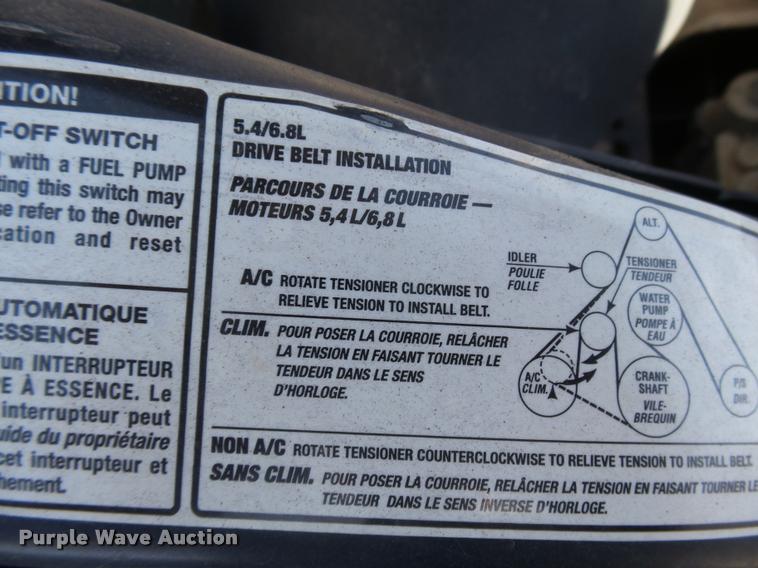 TION!
T-OFF SWITCH
with a FUEL PUMP
ting this switch may
se refer to the Owner
cation and reset
UTOMATIQUE
ESSENCE
d'un INTERRUPTEUR
PE À ESSENCE. Le
interrupteur peut
uide du propriétaire
cet interrupteur et
hement.
5.4/6.8L
DRIVE BELT INSTALLATION
PARCOURS DE LA COURROIE —
MOTEURS 5,4 L/6,8 L
A/C ROTATE TENSIONER CLOCKWISE TO
RELIEVE TENSION TO INSTALL BELT.
CLIM. POUR POSER LA COURROIE, RELÂCHER
LA TENSION EN FAISANT TOURNER LE
TENDEUR DANS LE SENS
D'HORLOGE.
ALT.
IDLER
POULIE
FOLLE
TENSIONER
TENDEUR
WATER
PUMP
POMPE À
EAU
A/C
CLIM.
CRANK-
SHAFT
VILE-
BREQUIN
P/S
DIR.
NON A/C ROTATE TENSIONER COUNTERCLOCKWISE TO RELIEVE TENSION TO INSTALL BELT.
SANS CLIM. POUR POSER LA COURROIE, RELÂCHER LA TENSION EN FAISANT TOURNER LE
TENDEUR DANS LE SENS INVERSE D'HORLOGE.
Purple Wave Auction